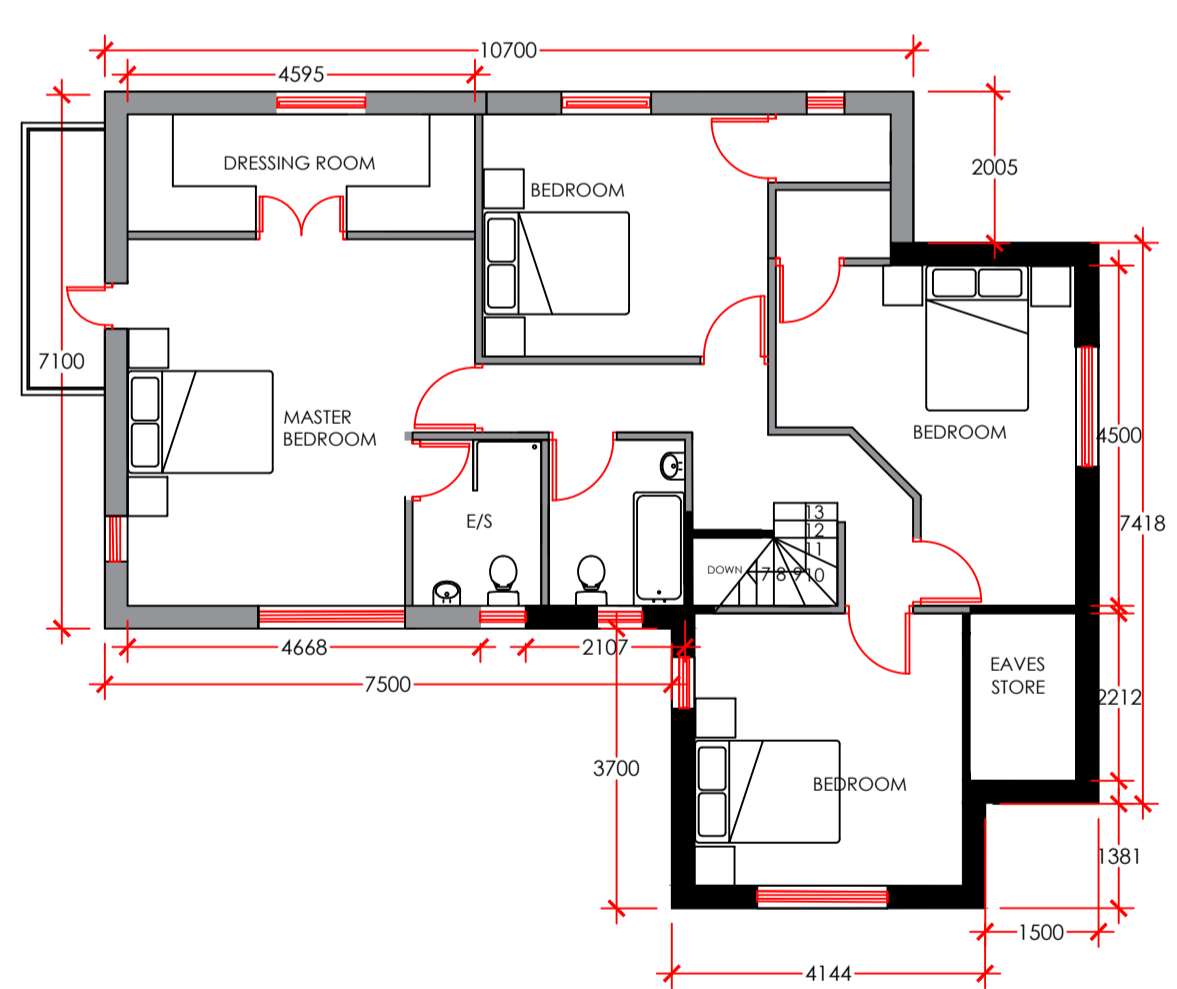 10700
4595
DRESSING ROOM
BEDROOM
2005
7100
MASTER
BEDROOM
BEDROOM
4500
E/S
13
12
11
DOWN
7 8 9 10
7418
4668
2107
7500
EAVES
STORE
2212
3700
BEDROOM
1381
1500
4144